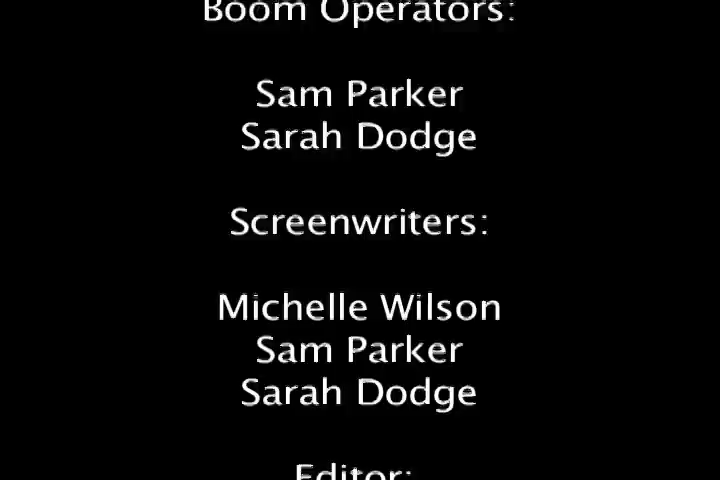 Boom Operators:
Sam Parker
Sarah Dodge
Screenwriters:
Michelle Wilson
Sam Parker
Sarah Dodge
Editor: